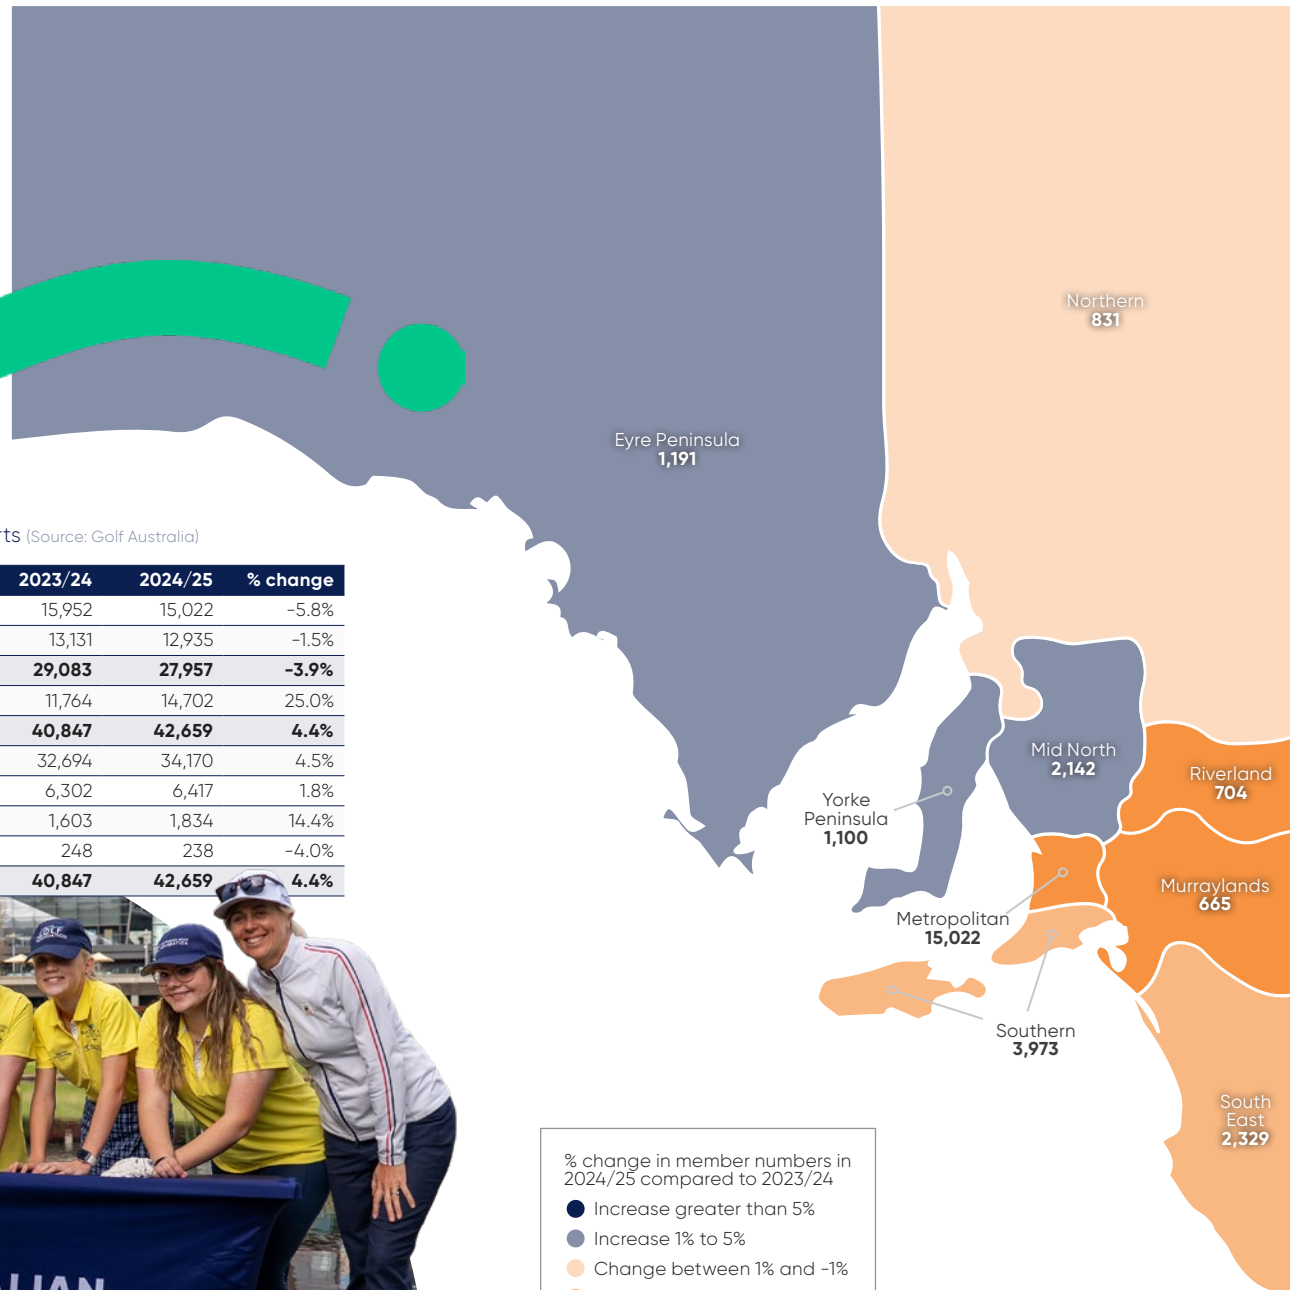 Northern
831
Eyre Peninsula
1,191
(Source: Golf Australia)
2023/24 2024/25 % change
15,952 15,022 -5.8%
13,131 12,935 -1.5%
29,083 27,957 -3.9%
11,764 14,702 25.0%
40,847 42,659 4.4%
32,694 34,170 4.5%
6,302 6,417 1.8%
1,603 1,834 14.4%
248 238 -4.0%
40,847 42,659 4.4%
Mid North
2,142
Riverland
704
Yorke
Peninsula
1,100
Murraylands
665
Metropolitan
15,022
Southern
3,973
South
East
2,329
% change in member numbers in
2024/25 compared to 2023/24
Increase greater than 5%
Increase 1% to 5%
Change between 1% and -1%
GOLF